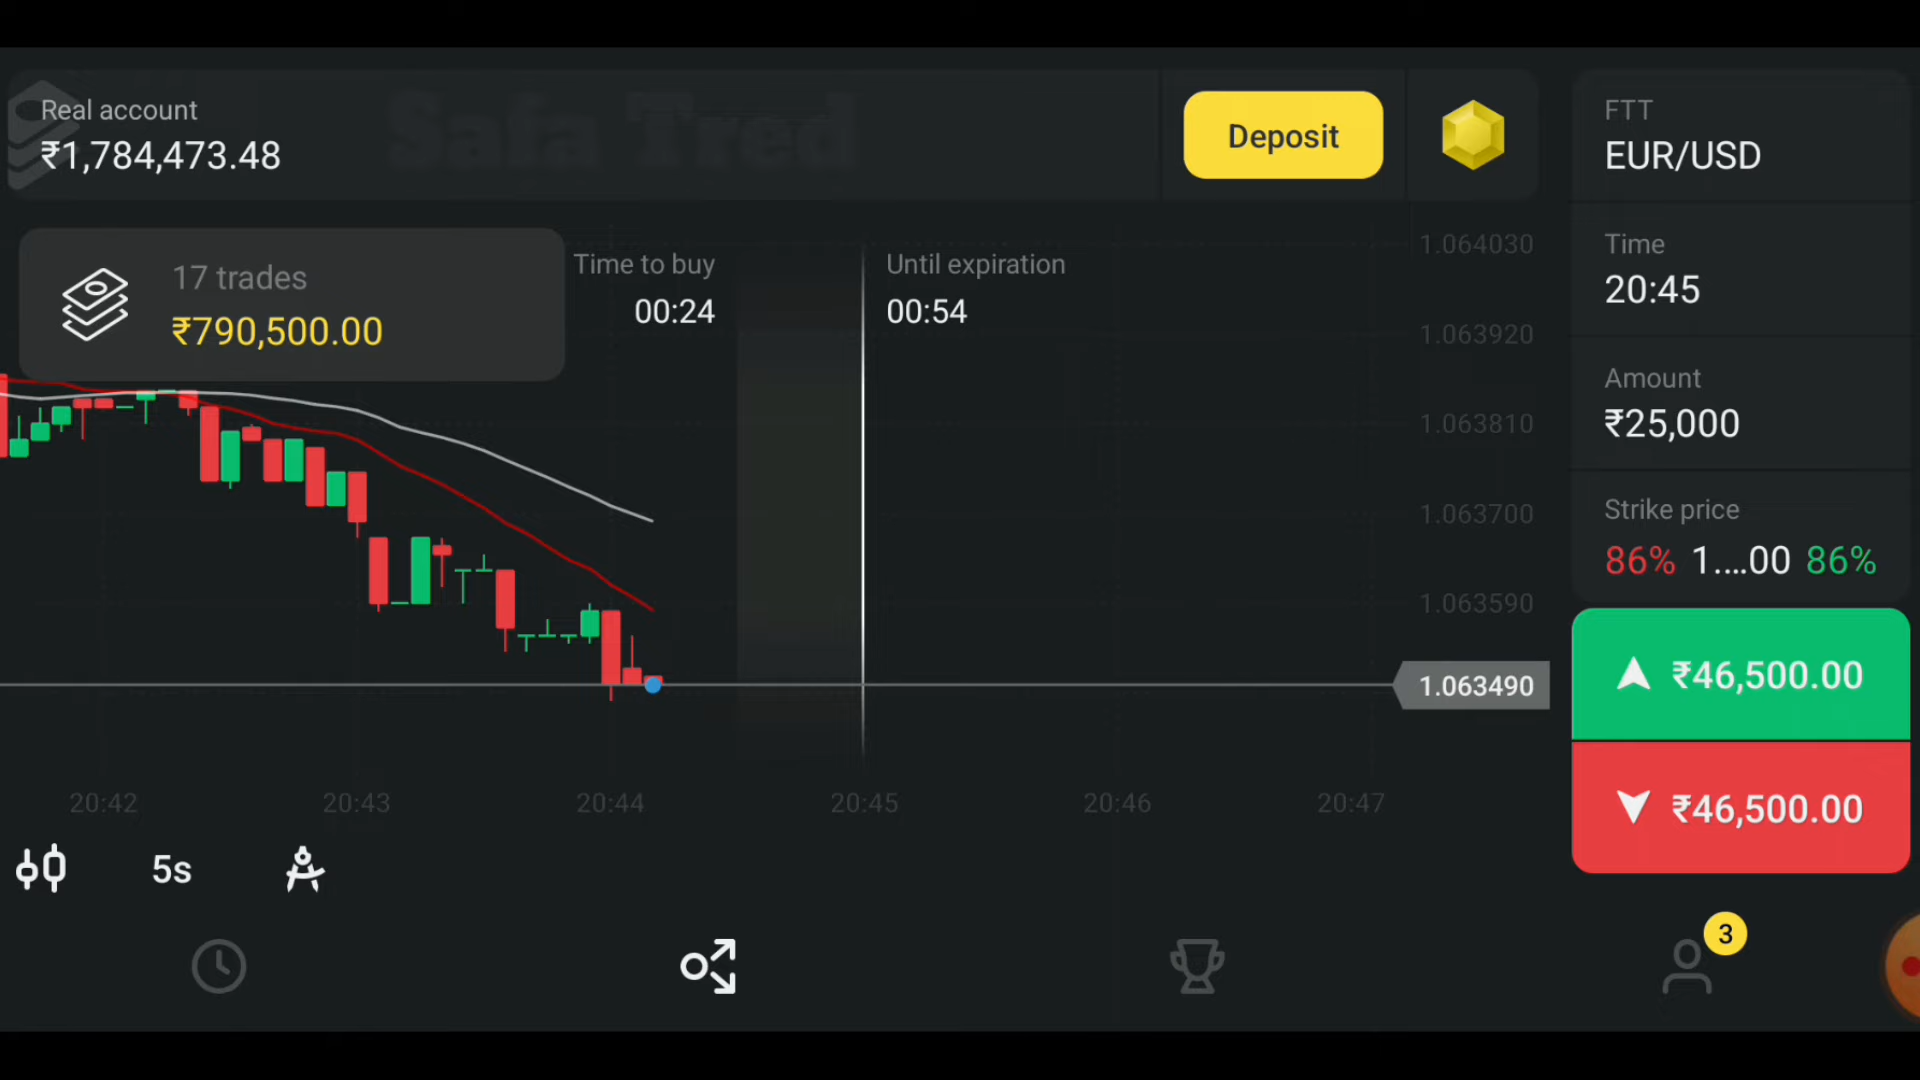 Real account
₹1,784,473.48
Safa Tred
Deposit
FTT
EUR/USD
17 trades
₹790,500.00
Time to buy
00:24
Until expiration
00:54
Time
20:45
Amount
₹25,000
Strike price
86% 1....00 86%
₹46,500.00
₹46,500.00
1.064030
1.063920
1.063810
1.063700
1.063590
1.063490
20:42 20:43 20:44 20:45 20:46 20:47
5s
3